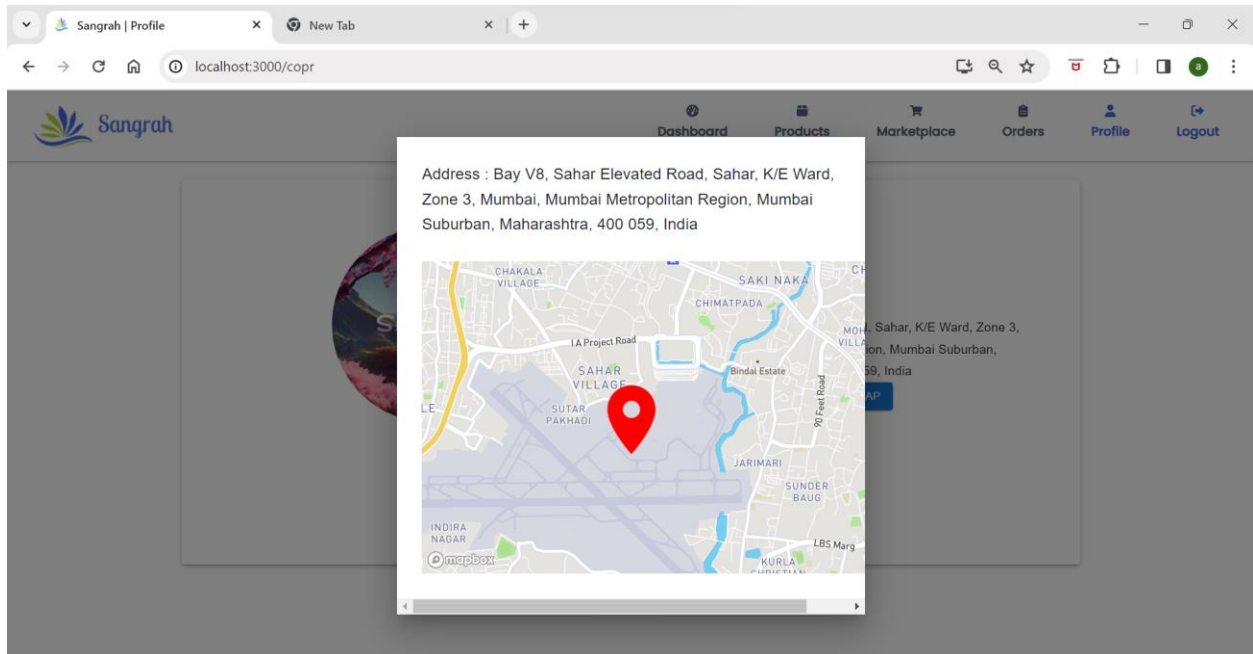 Sangrah | Profile
New Tab
localhost:3000/copr
a
Sangrah
Dashboard
Products
Marketplace
Orders
Profile
Logout
Address : Bay V8, Sahar Elevated Road, Sahar, K/E Ward,
Zone 3, Mumbai, Mumbai Metropolitan Region, Mumbai
Suburban, Maharashtra, 400 059, India
CHAKALA
VILLAGE
SAKI NAKA
CHIMATPADA
I A Project Road
Bindal Estate
SAHAR
VILLAGE
90 Feet Road
SUTAR
PAKHADI
JARIMARI
SUNDER
BAUG
INDIRA
NAGAR
LBS Marg
mapbox
KURLA
CHRISTIAN
, Sahar, K/E Ward, Zone 3,
ion, Mumbai Suburban,
59, India
AP